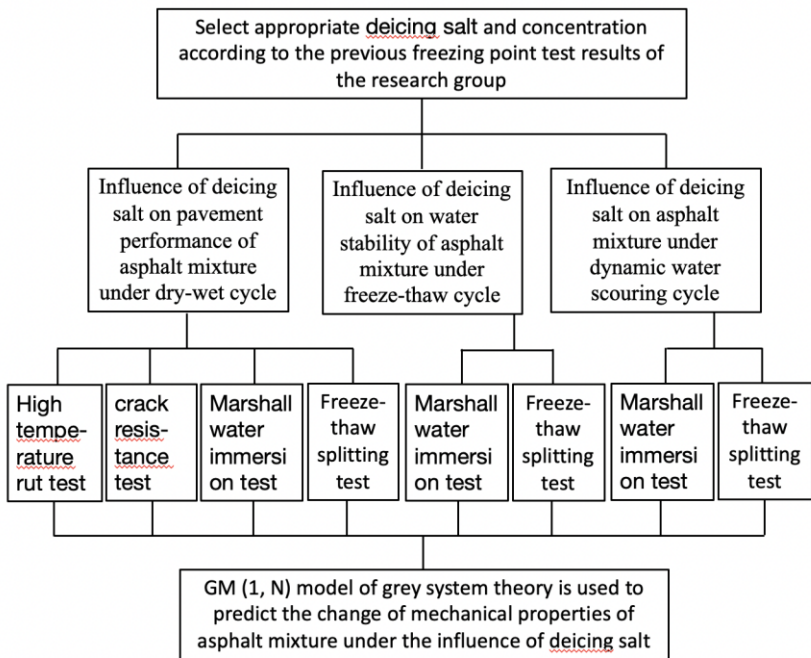 Select appropriate deicing salt and concentration
according to the previous freezing point test results of
the research group
Influence of deicing
salt on pavement
performance of
asphalt mixture
under dry-wet cycle
Influence of deicing
salt on water
stability of asphalt
mixture under
freeze-thaw cycle
Influence of deicing
salt on asphalt
mixture under
dynamic water
scouring cycle
High
tempe-
rature
rut test
crack
resis-
tance
test
Marshall
water
immersi
on test
Freeze-
thaw
splitting
test
Marshall
water
immersi
on test
Freeze-
thaw
splitting
test
Marshall
water
immersi
on test
Freeze-
thaw
splitting
test
GM (1, N) model of grey system theory is used to
predict the change of mechanical properties of
asphalt mixture under the influence of deicing salt